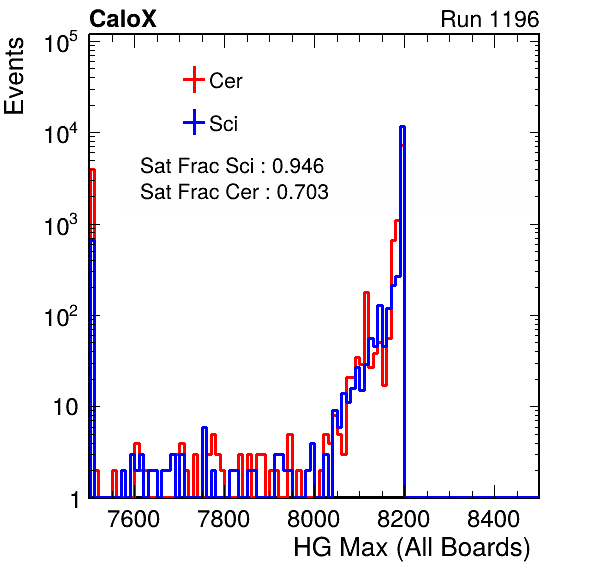 CaloX Run 1196
Events
10^5
10^4
10^3
10^2
10
1
Cer
Sci
Sat Frac Sci : 0.946
Sat Frac Cer : 0.703
7600 7800 8000 8200 8400
HG Max (All Boards)